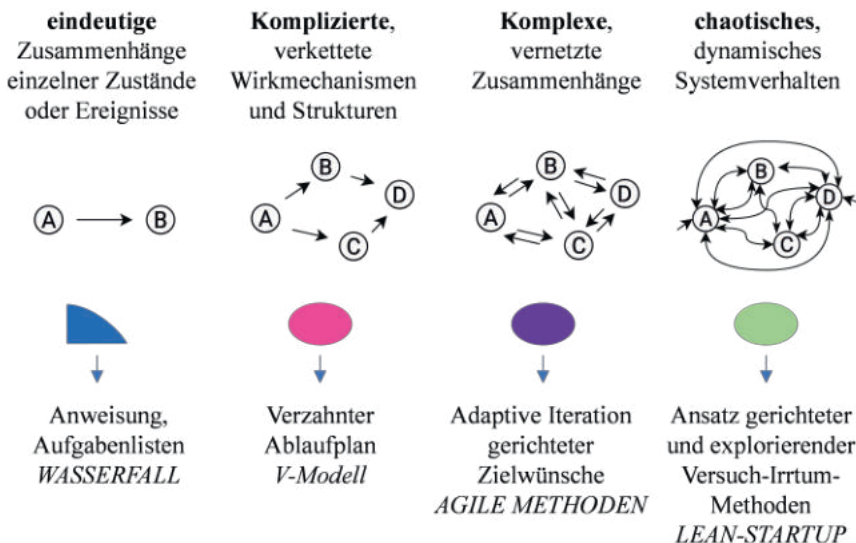 eindeutige
Zusammenhänge
einzelner Zustände
oder Ereignisse
Komplizierte,
verkettete
Wirkmechanismen
und Strukturen
Komplexe,
vernetzte
Zusammenhänge
chaotisches,
dynamisches
Systemverhalten
A
B
A
B
C
D
A
B
C
D
A
B
C
D
Anweisung,
Aufgabenlisten
WASSERFALL
Verzahnter
Ablaufplan
V-Modell
Adaptive Iteration
gerichteter
Zielwünsche
AGILE METHODEN
Ansatz gerichteter
und explorierender
Versuch-Irrtum-
Methoden
LEAN-STARTUP